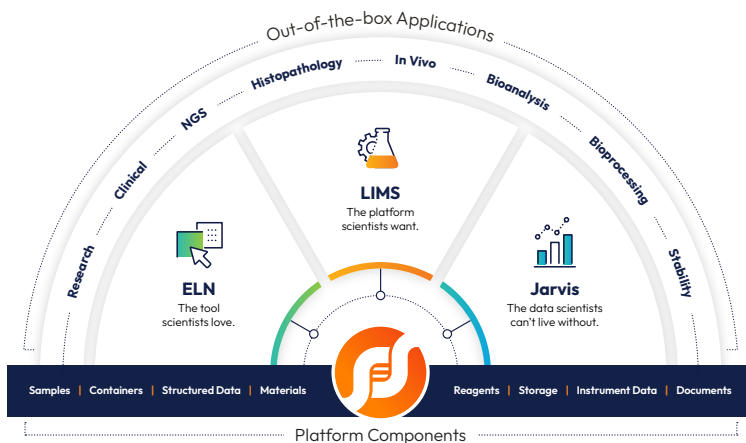 Out-of-the-box Applications
Research
Clinical
NGS
Histopathology
In Vivo
Bioanalysis
Bioprocessing
Stability
LIMS
The platform
scientists want.
ELN
The tool
scientists love.
Jarvis
The data scientists
can't live without.
Samples | Containers | Structured Data | Materials
Reagents | Storage | Instrument Data | Documents
Platform Components